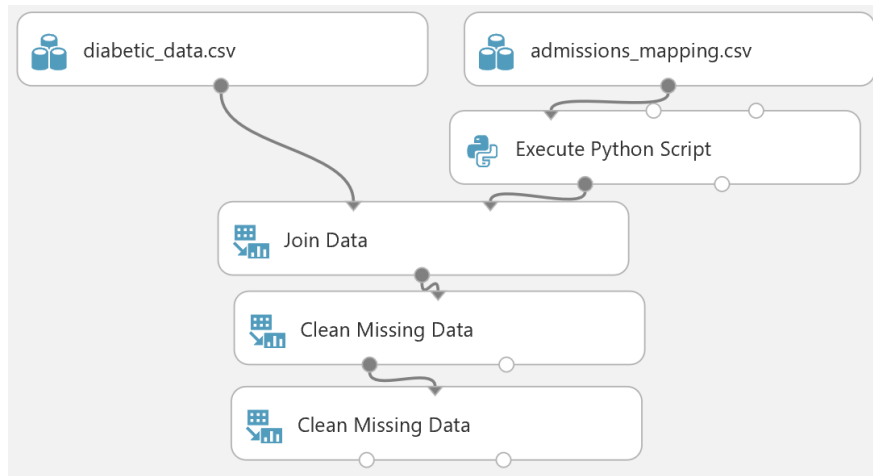 diabetic_data.csv
admissions_mapping.csv
Execute Python Script
Join Data
Clean Missing Data
Clean Missing Data